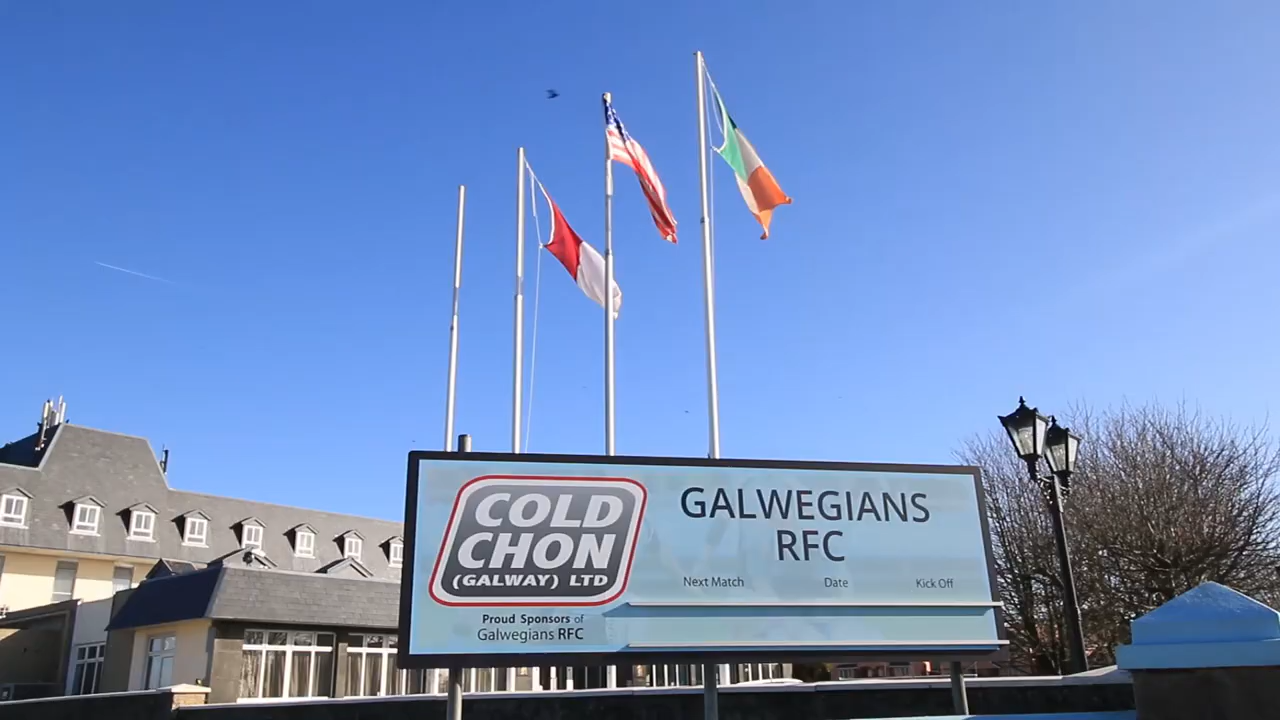 COLD
CHON
(GALWAY) LTD
Proud Sponsors of
Galwegians RFC
GALWEGIANS
RFC
Next Match Date Kick Off